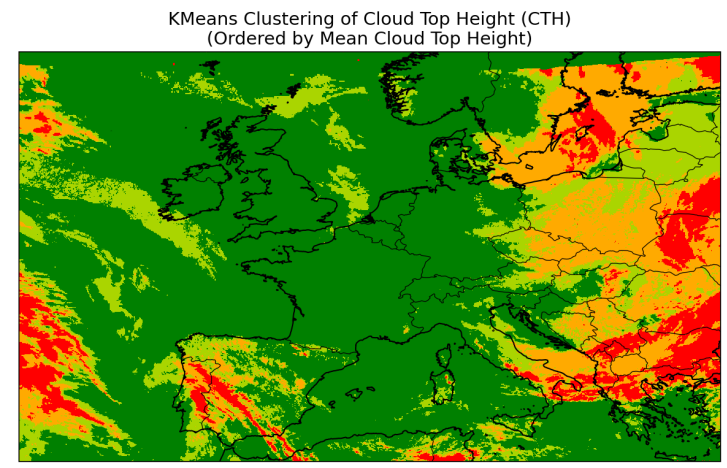 KMeans Clustering of Cloud Top Height (CTH)
(Ordered by Mean Cloud Top Height)